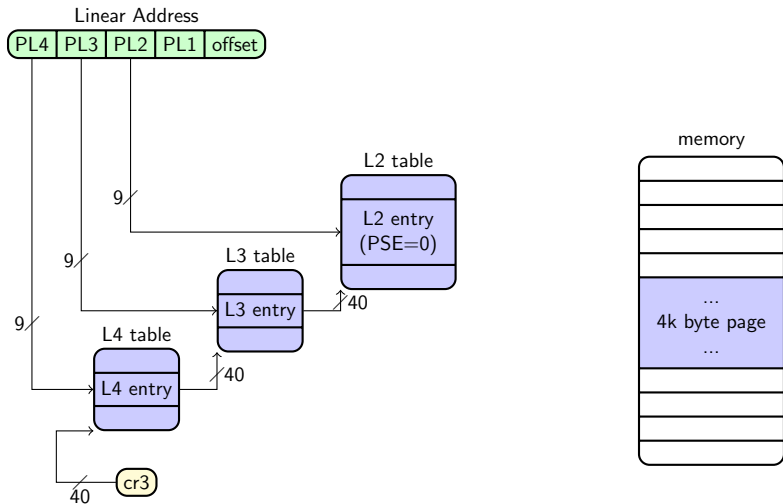 Linear Address
PL4 PL3 PL2 PL1 offset
memory
L2 table
9
L2 entry
(PSE=0)
9
L3 table
...
L3 entry
40
4k byte page
9
L4 table
...
40
L4 entry
cr3
40